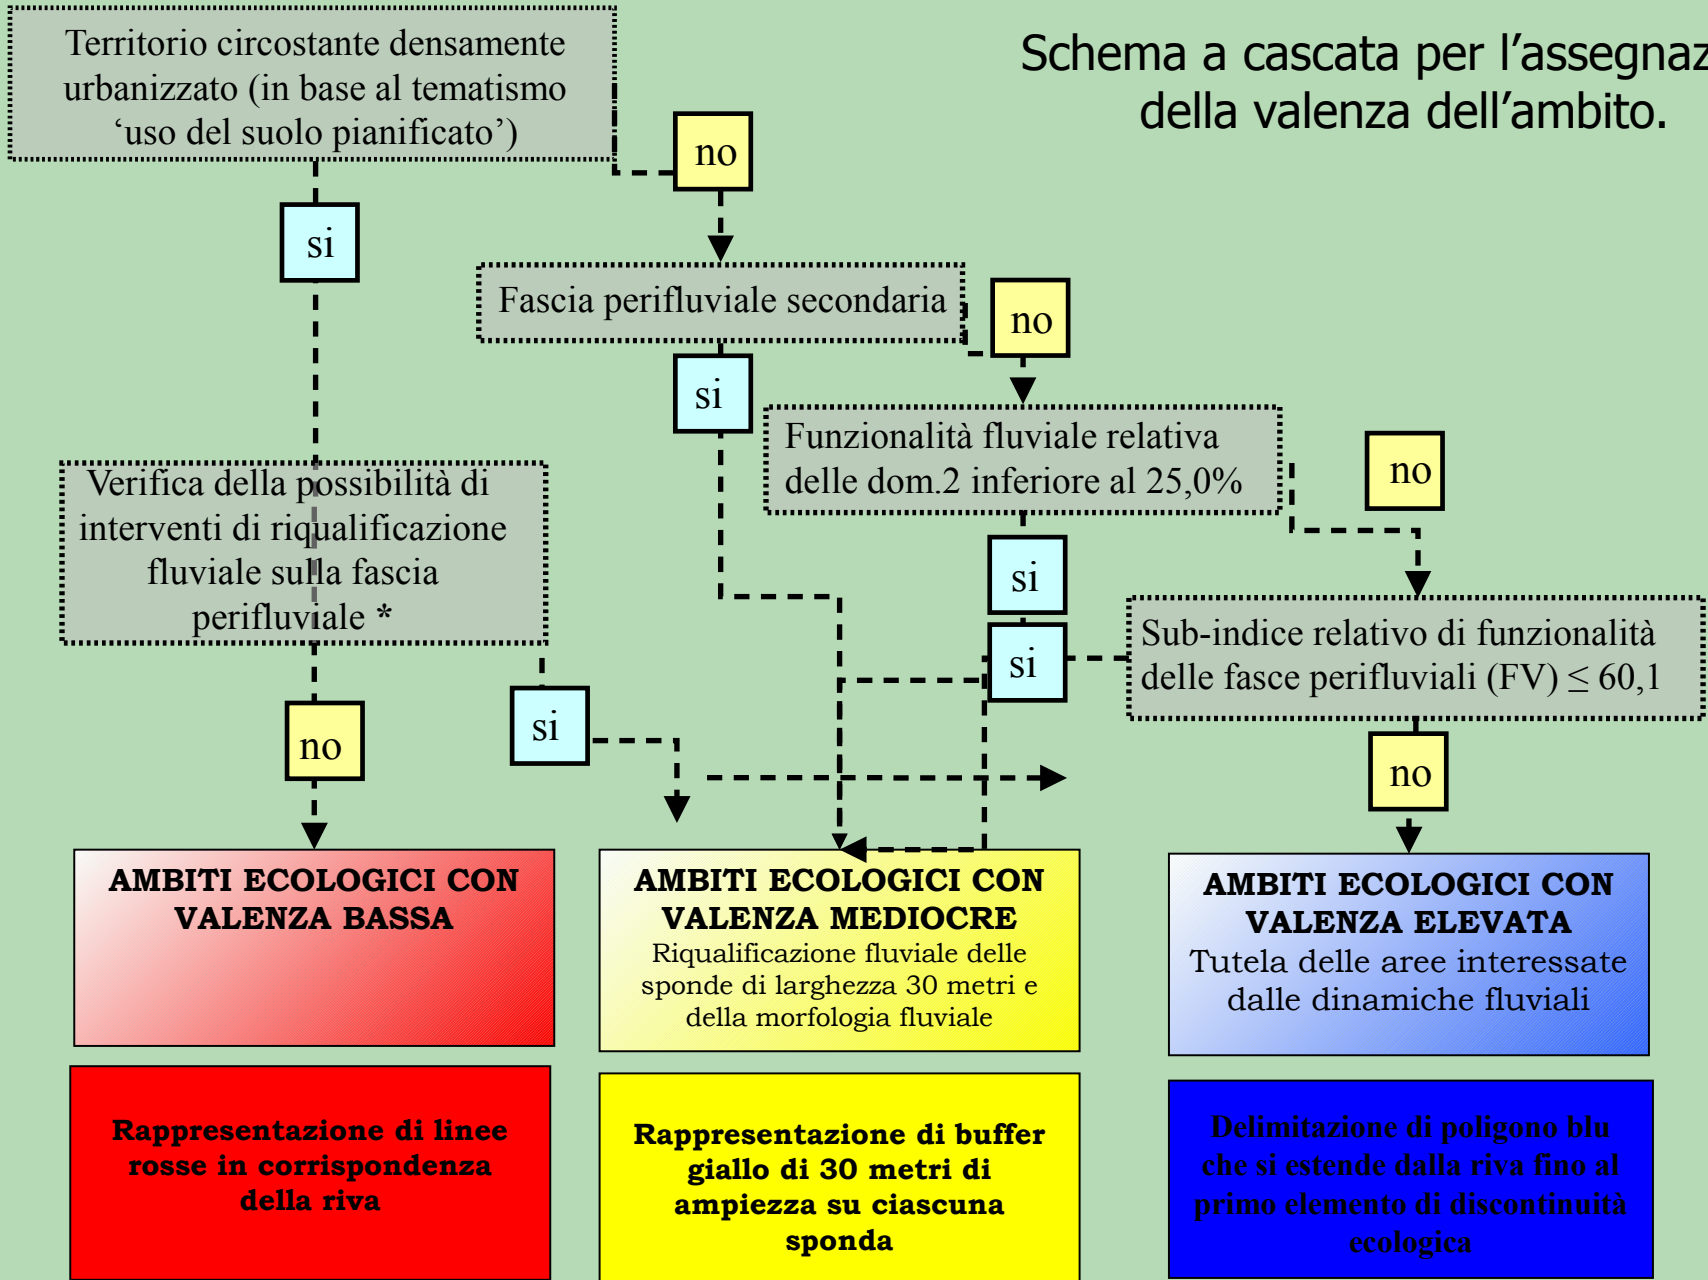 Schema a cascata per l’assegnaz
della valenza dell’ambito.
Territorio circostante densamente
urbanizzato (in base al tematismo
‘uso del suolo pianificato’)
no
si
Fascia perifluviale secondaria
no
si
Funzionalità fluviale relativa
delle dom.2 inferiore al 25,0%
no
si
Verifica della possibilità di
interventi di riqualificazione
fluviale sulla fascia
perifluviale *
Sub-indice relativo di funzionalità
delle fasce perifluviali (FV) ≤ 60,1
si
no
si
no
AMBITI ECOLOGICI CON
VALENZA BASSA
AMBITI ECOLOGICI CON
VALENZA MEDIOCRE
Riqualificazione fluviale delle
sponde di larghezza 30 metri e
della morfologia fluviale
AMBITI ECOLOGICI CON
VALENZA ELEVATA
Tutela delle aree interessate
dalle dinamiche fluviali
Rappresentazione di linee
rosse in corrispondenza
della riva
Rappresentazione di buffer
giallo di 30 metri di
ampiezza su ciascuna
sponda
Delimitazione di poligono blu
che si estende dalla riva fino al
primo elemento di discontinuità
ecologica